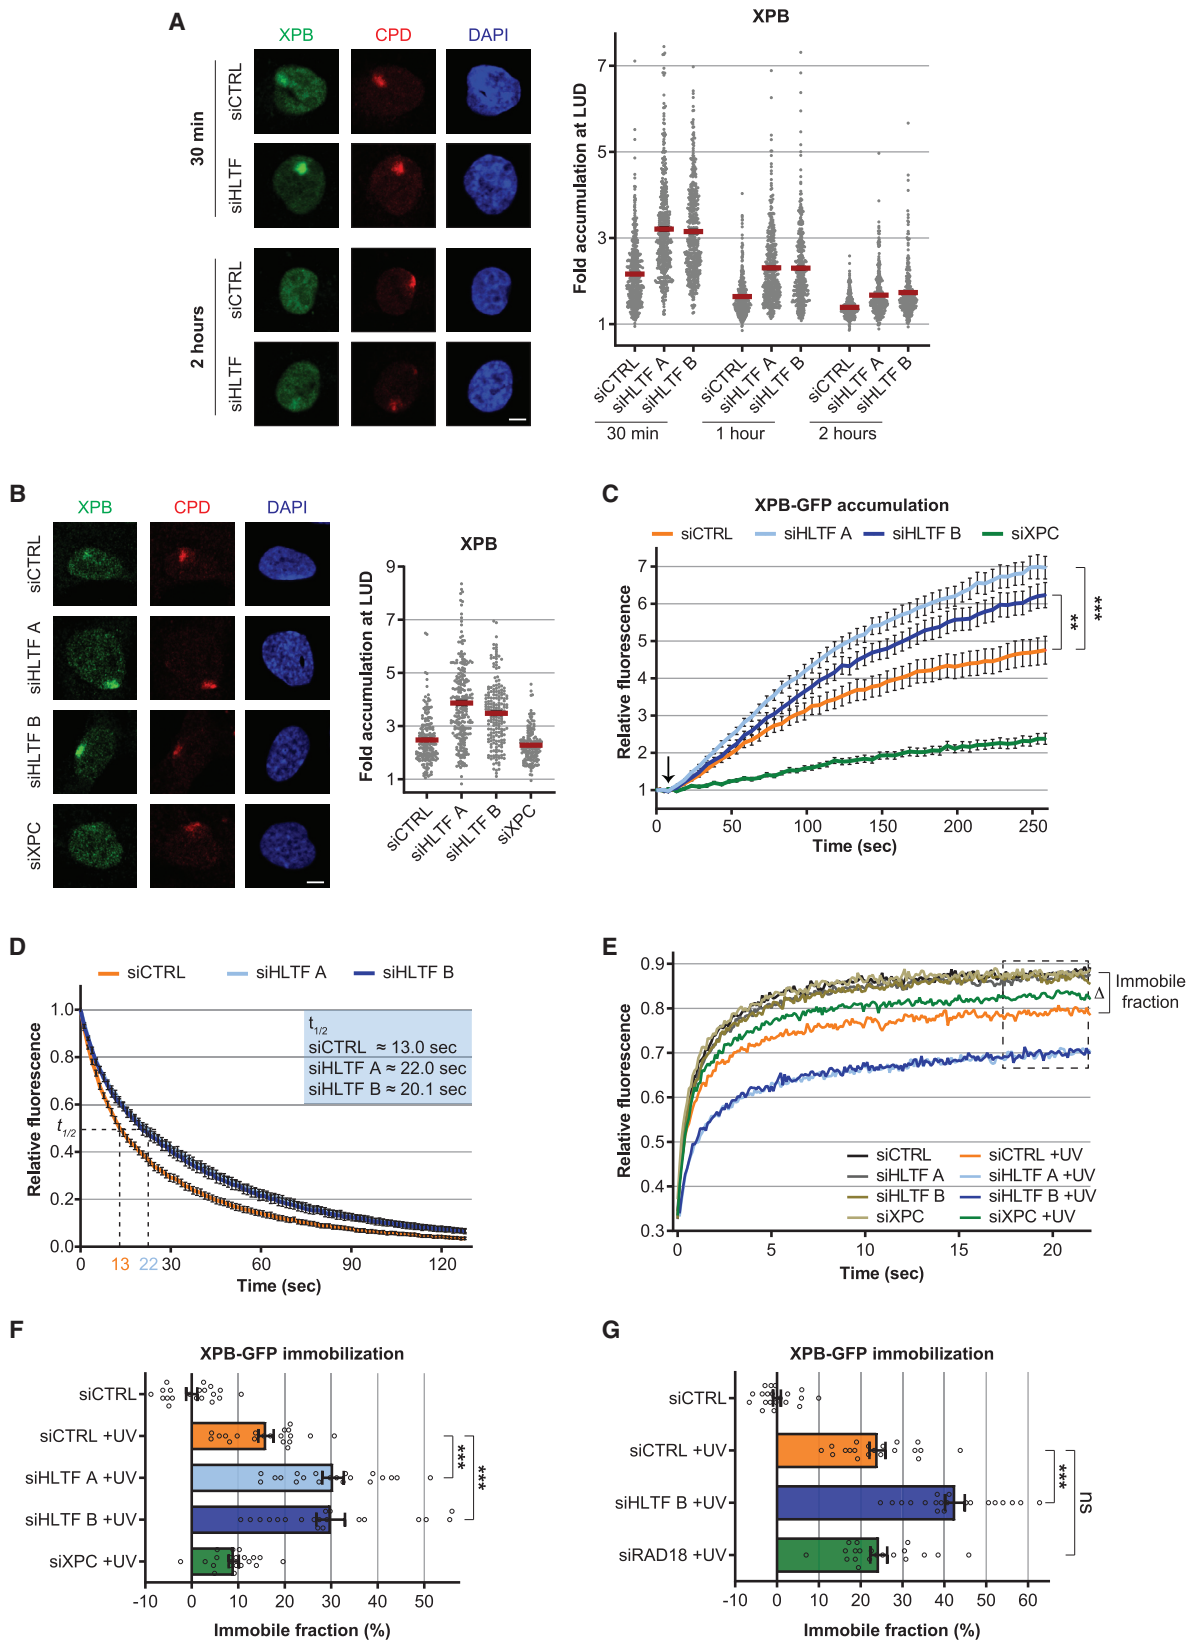 A
XPB CPD DAPI
30 min
siCTRL
siHLTF
2 hours
siCTRL
siHLTF
XPB
Fold accumulation at LUD
7
5
3
1
siCTRL siHLTF A siHLTF B siCTRL siHLTF A siHLTF B siCTRL siHLTF A siHLTF B
30 min 1 hour 2 hours
B
XPB CPD DAPI
siCTRL
siHLTF A
siHLTF B
siXPC
XPB
Fold accumulation at LUD
9
7
5
3
1
siCTRL siHLTF A siHLTF B siXPC
C
XPB-GFP accumulation
siCTRL siHLTF A siHLTF B siXPC
Relative fluorescence
7
6
5
4
3
2
1
** ***
0 50 100 150 200 250
Time (sec)
D
siCTRL siHLTF A siHLTF B
Relative fluorescence
1.0
0.8
0.6
t1/2
0.4
0.2
0.0
t1/2
siCTRL ≈ 13.0 sec
siHLTF A ≈ 22.0 sec
siHLTF B ≈ 20.1 sec
0 13 22 30 60 90 120
Time (sec)
E
Relative fluorescence
0.9
0.8
0.7
0.6
0.5
0.4
0.3
Δ Immobile
fraction
siCTRL siCTRL +UV
siHLTF A siHLTF A +UV
siHLTF B siHLTF B +UV
siXPC siXPC +UV
0 5 10 15 20
Time (sec)
F
XPB-GFP immobilization
siCTRL
siCTRL +UV
siHLTF A +UV
siHLTF B +UV
siXPC +UV
*** ***
-10 0 10 20 30 40 50
Immobile fraction (%)
G
XPB-GFP immobilization
siCTRL
siCTRL +UV
siHLTF B +UV
siRAD18 +UV
*** ns
-10 0 10 20 30 40 50 60
Immobile fraction (%)